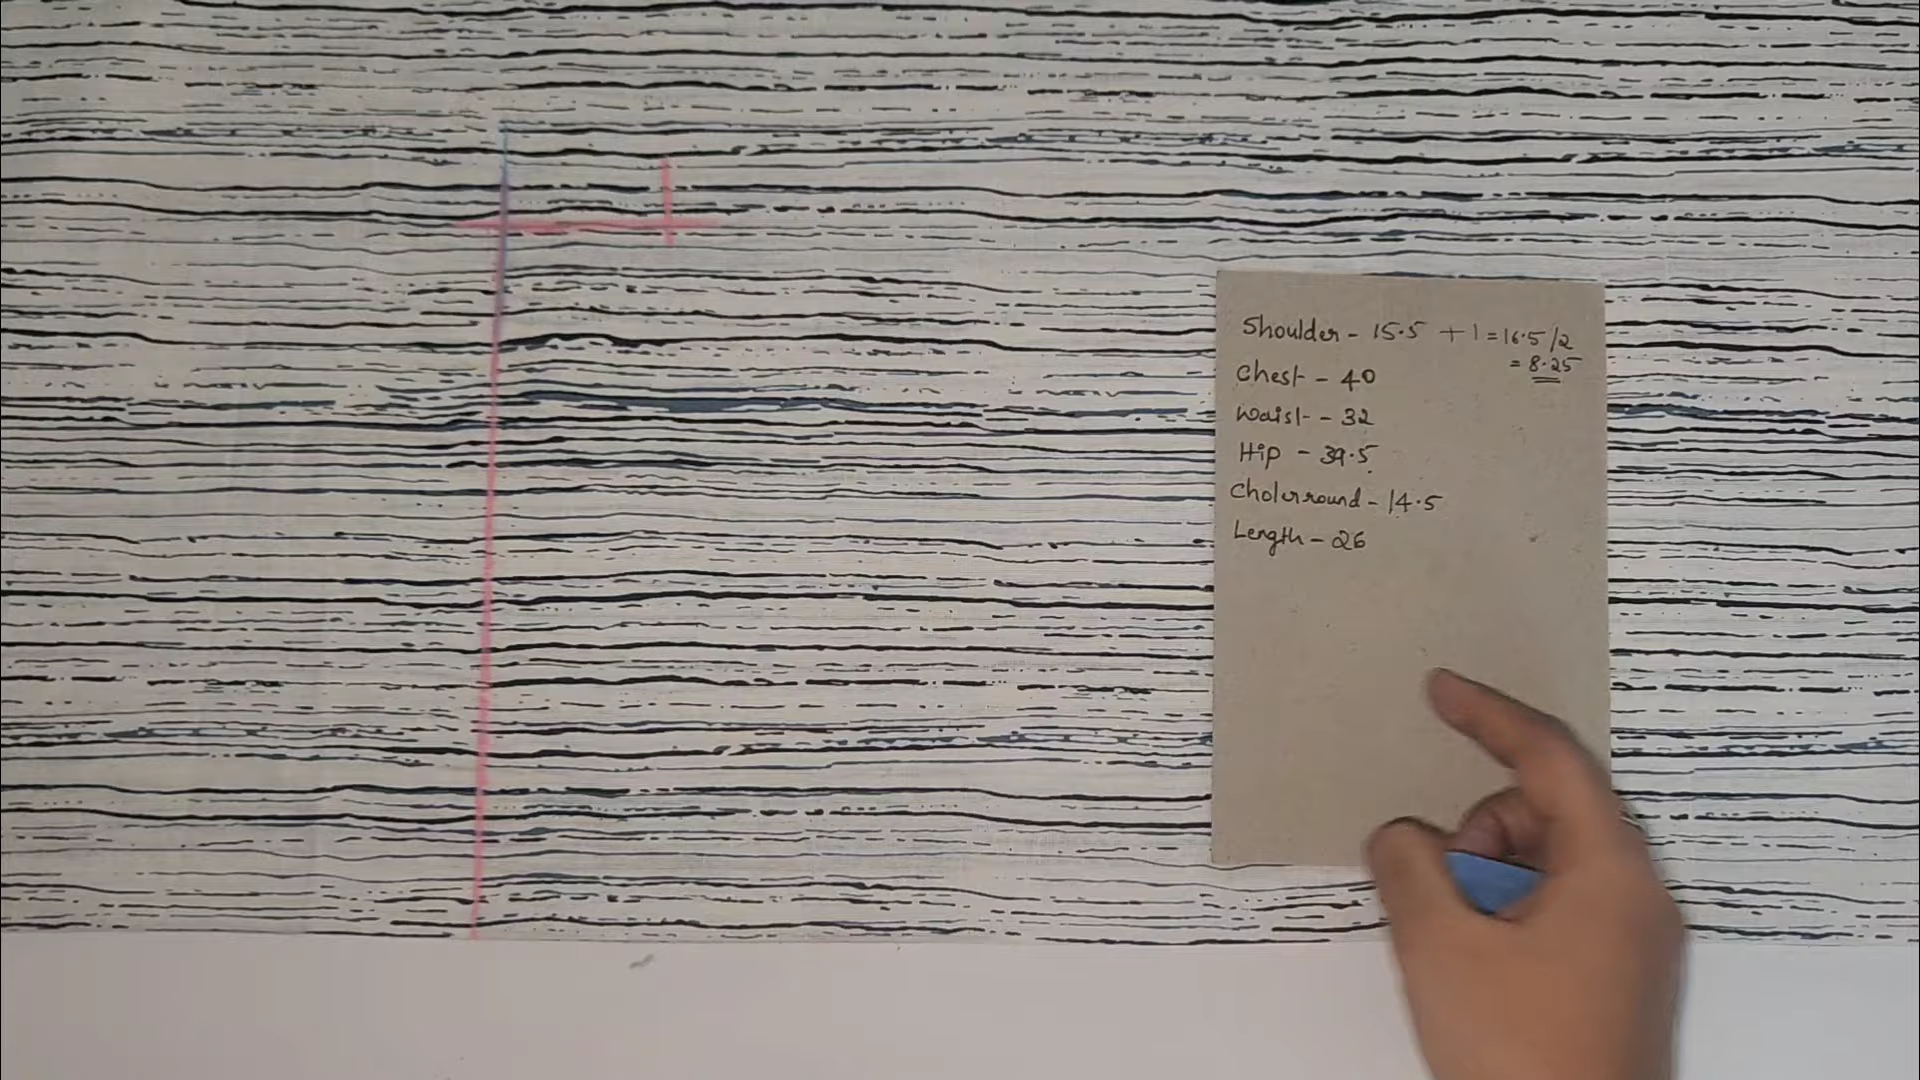 Shoulder - 15.5 + 1 = 16.5/2
= 8.25
Chest - 40
Waist - 32
Hip - 39.5
Cholerround - 14.5
Length - 26